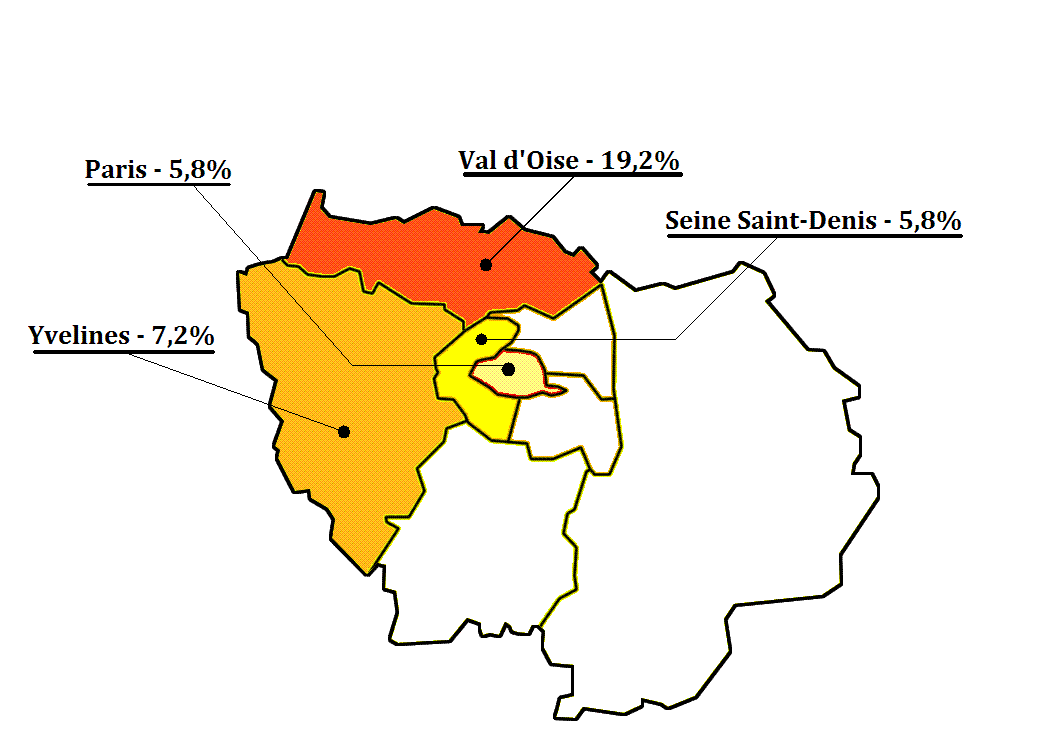 Val d'Oise - 19,2%
Paris - 5,8%
Seine Saint-Denis - 5,8%
Yvelines - 7,2%